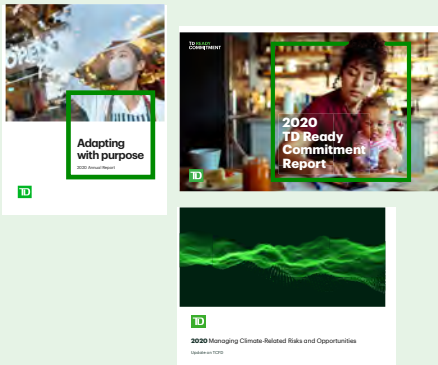 OPEN
Adapting
with purpose
2020 Annual Report
TD
TD READY
COMMITMENT
2020
TD Ready
Commitment
Report
TD
TD
2020 Managing Climate-Related Risks and Opportunities
Update on TCFD